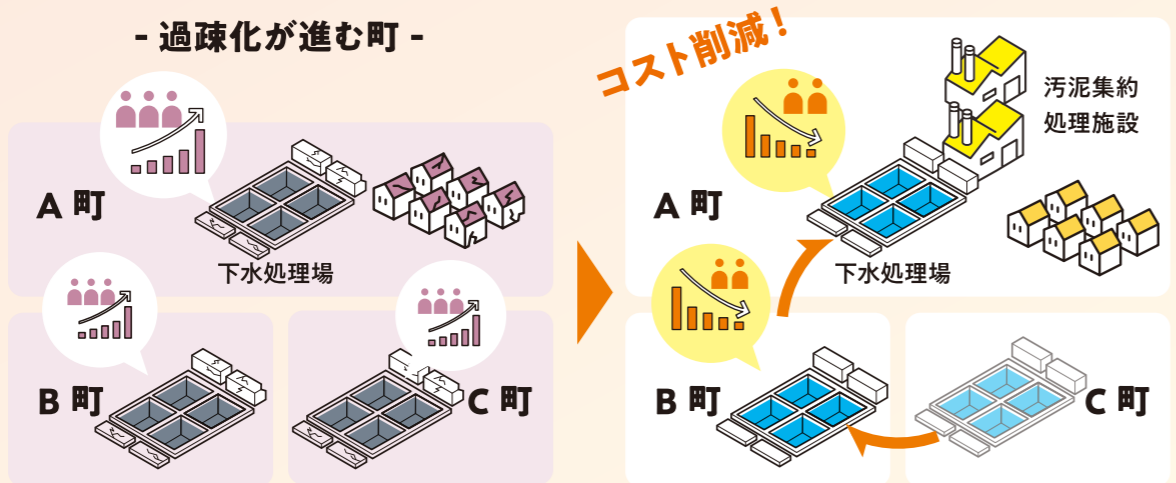 - 過疎化が進む町 -
A 町
下水処理場
B 町
C 町
コスト削減！
汚泥集約
処理施設
A 町
下水処理場
B 町
C 町